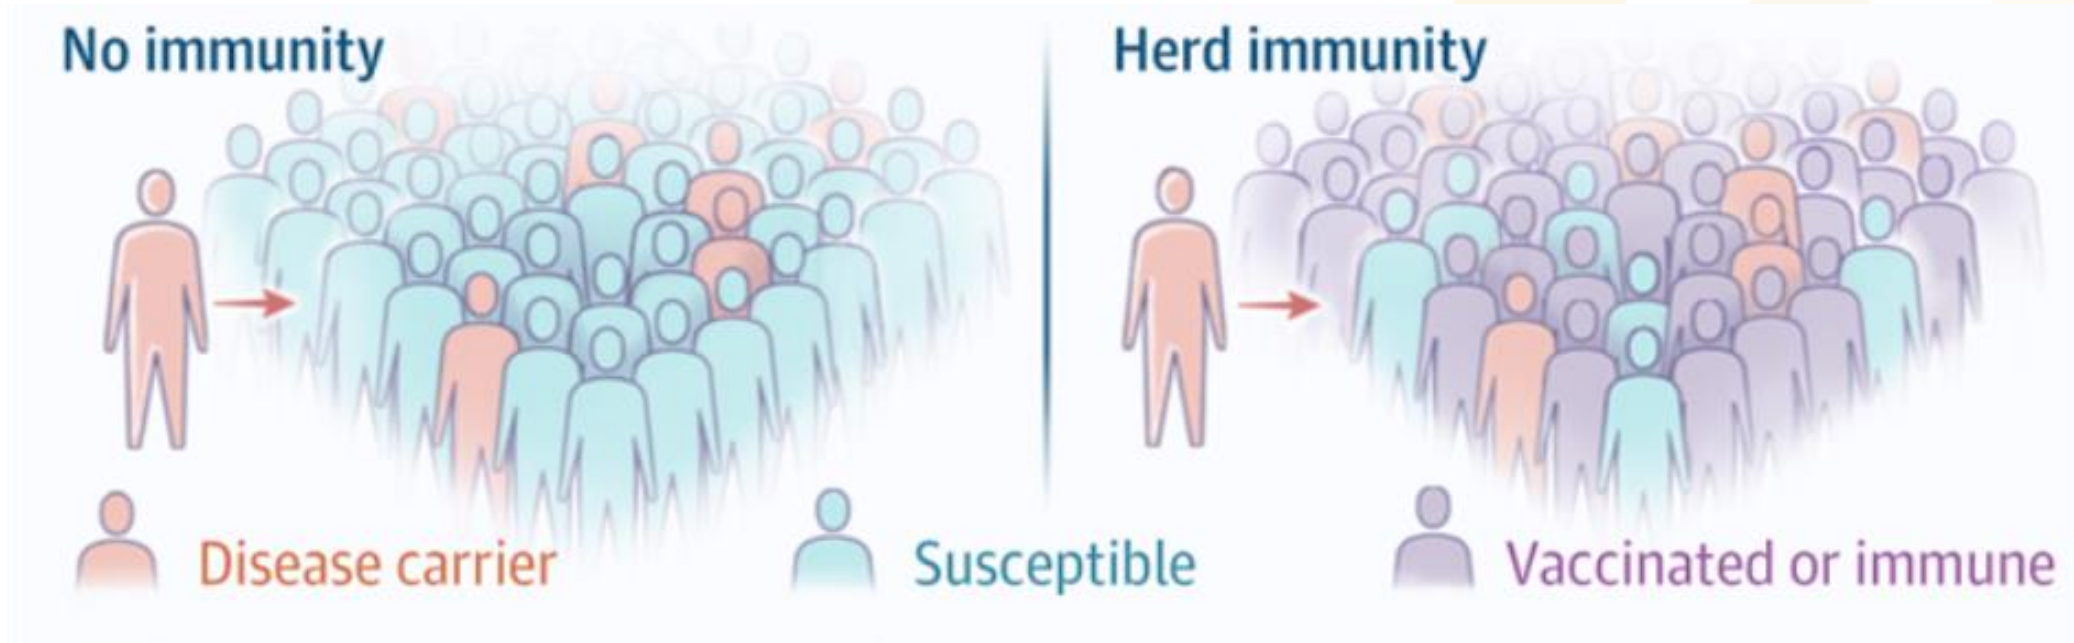 No immunity
Herd immunity
Disease carrier
Susceptible
Vaccinated or immune